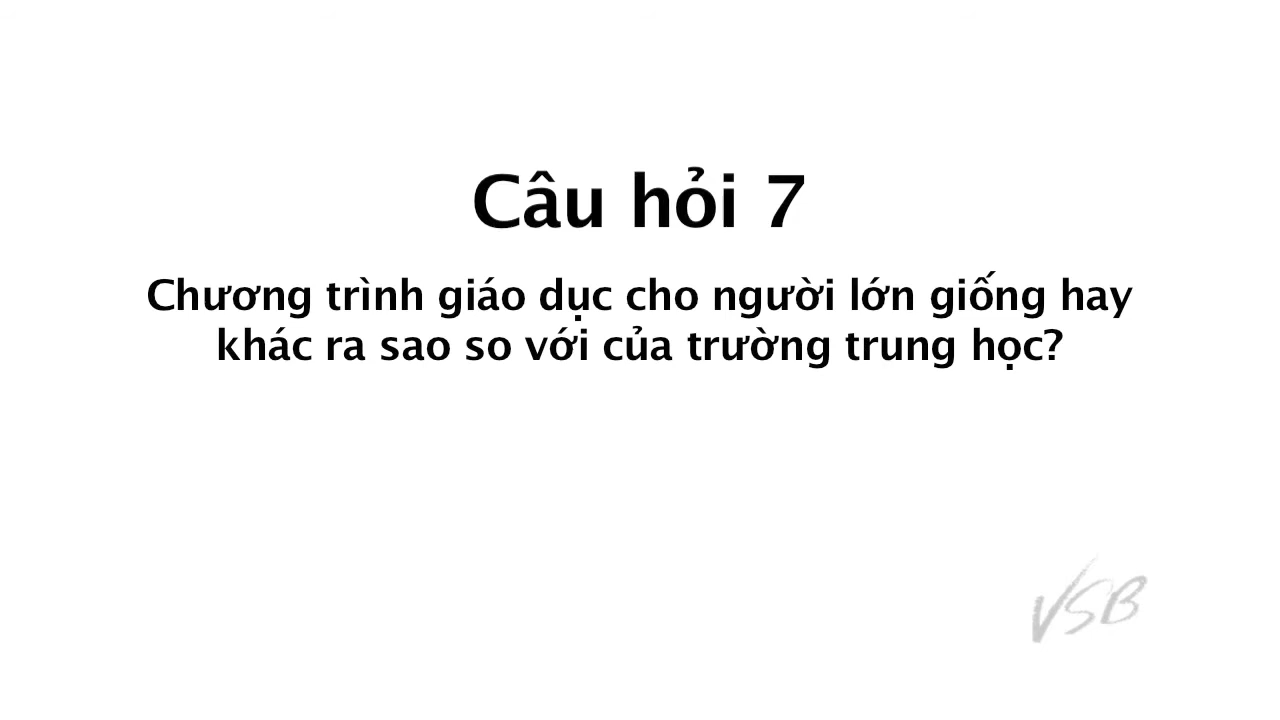 Câu hỏi 7
Chương trình giáo dục cho người lớn giống hay
khác ra sao so với của trường trung học?
VSB